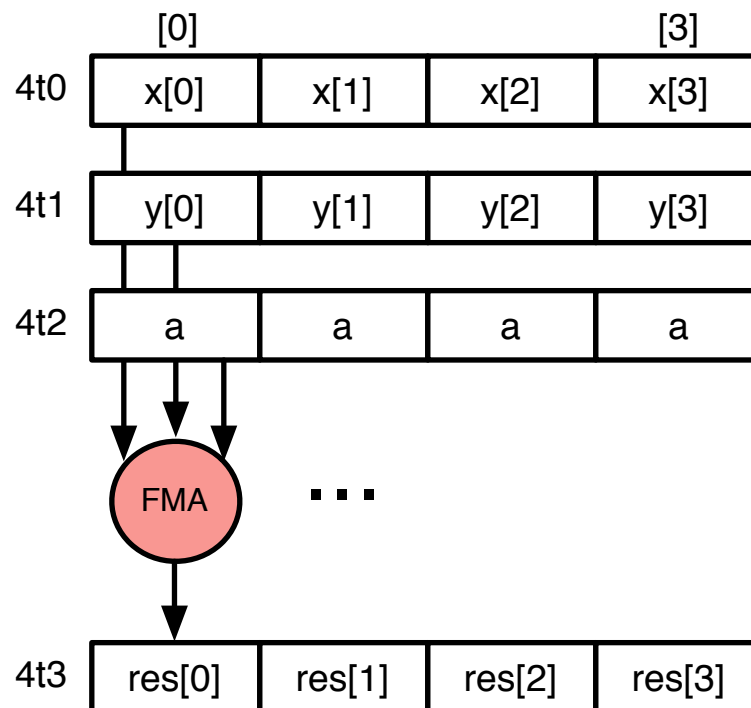 [0] [3]
4t0 x[0] x[1] x[2] x[3]
4t1 y[0] y[1] y[2] y[3]
4t2 a a a a
FMA ...
4t3 res[0] res[1] res[2] res[3]